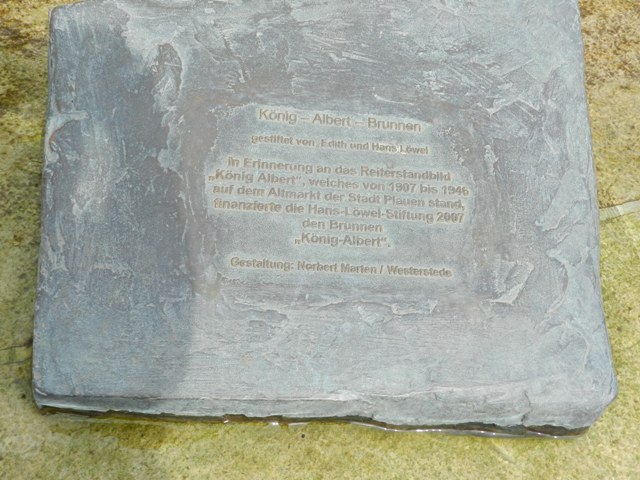 König – Albert – Brunnen
gestiftet von: Edith und Hans Löwel
In Erinnerung an das Reiterstandbild
„König Albert“, welches von 1907 bis 1946
auf dem Altmarkt der Stadt Plauen stand,
finanzierte die Hans-Löwel-Stiftung 2007
den Brunnen
„König-Albert“.
Gestaltung: Norbert Marten / Westerstede